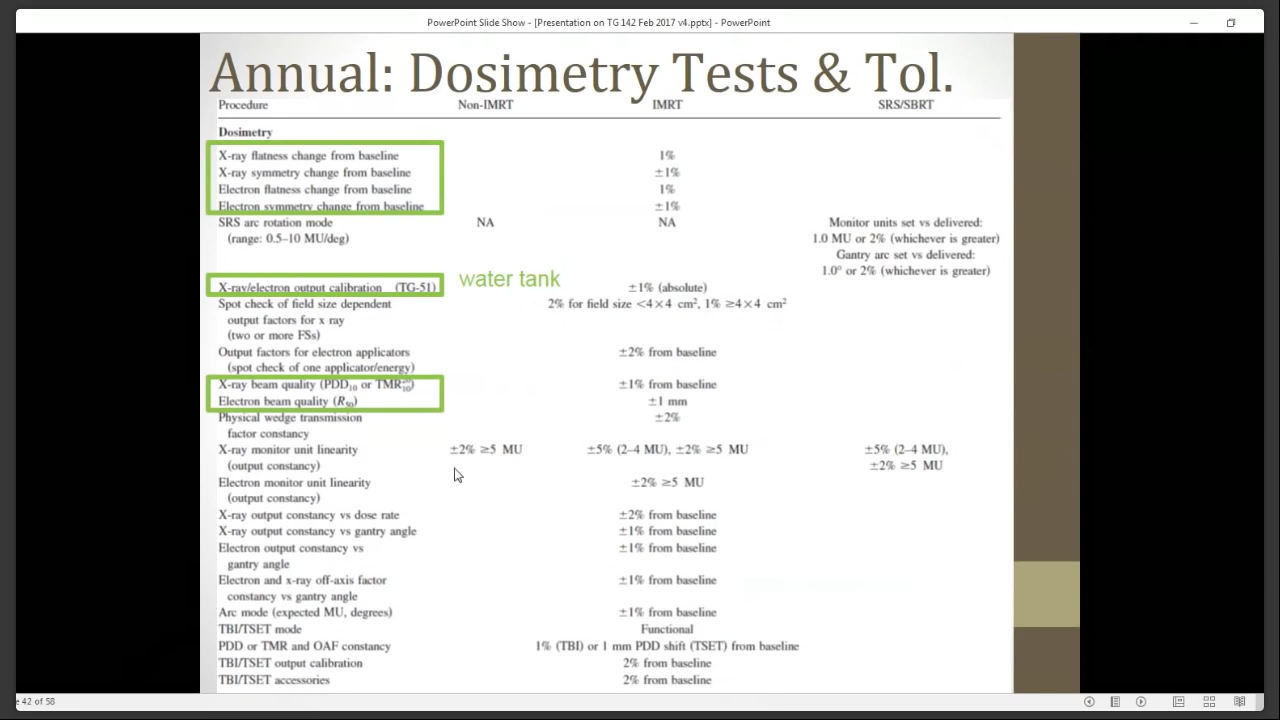 PowerPoint Slide Show - [Presentation on TG 142 Feb 2017 v4.pptx] - PowerPoint
Annual: Dosimetry Tests & Tol.
Procedure Non-IMRT IMRT SRS/SBRT
Dosimetry
X-ray flatness change from baseline 1%
X-ray symmetry change from baseline ±1%
Electron flatness change from baseline 1%
Electron symmetry change from baseline ±1%
SRS arc rotation mode NA NA Monitor units set vs delivered:
(range: 0.5–10 MU/deg) 1.0 MU or 2% (whichever is greater)
Gantry arc set vs delivered:
1.0° or 2% (whichever is greater)
water tank
X-ray/electron output calibration (TG-51) ±1% (absolute)
Spot check of field size dependent 2% for field size <4×4 cm², 1% ≥4×4 cm²
output factors for x ray
(two or more FSs)
Output factors for electron applicators ±2% from baseline
(spot check of one applicator/energy)
X-ray beam quality (PDD₁₀ or TMR²⁰₁₀) ±1% from baseline
Electron beam quality (R₅₀) ±1 mm
Physical wedge transmission ±2%
factor constancy
X-ray monitor unit linearity ±2% ≥5 MU ±5% (2–4 MU), ±2% ≥5 MU ±5% (2–4 MU),
(output constancy) ±2% ≥5 MU
Electron monitor unit linearity ±2% ≥5 MU
(output constancy)
X-ray output constancy vs dose rate ±2% from baseline
X-ray output constancy vs gantry angle ±1% from baseline
Electron output constancy vs ±1% from baseline
gantry angle
Electron and x-ray off-axis factor ±1% from baseline
constancy vs gantry angle
Arc mode (expected MU, degrees) ±1% from baseline
TBI/TSET mode Functional
PDD or TMR and OAF constancy 1% (TBI) or 1 mm PDD shift (TSET) from baseline
TBI/TSET output calibration 2% from baseline
TBI/TSET accessories 2% from baseline
e 42 of 58